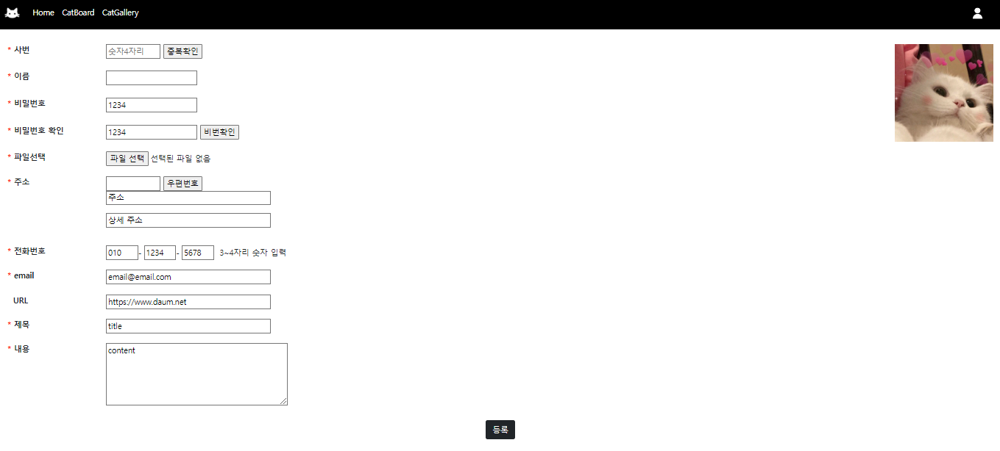 Home CatBoard CatGallery
* 사번 숫자4자리 중복확인
* 이름
* 비밀번호 1234
* 비밀번호 확인 1234 비번확인
* 파일선택 파일 선택 선택된 파일 없음
* 주소 우편번호
주소
상세 주소
* 전화번호 010 - 1234 - 5678 3~4자리 숫자 입력
* email email@email.com
URL https://www.daum.net
* 제목 title
* 내용 content
등록